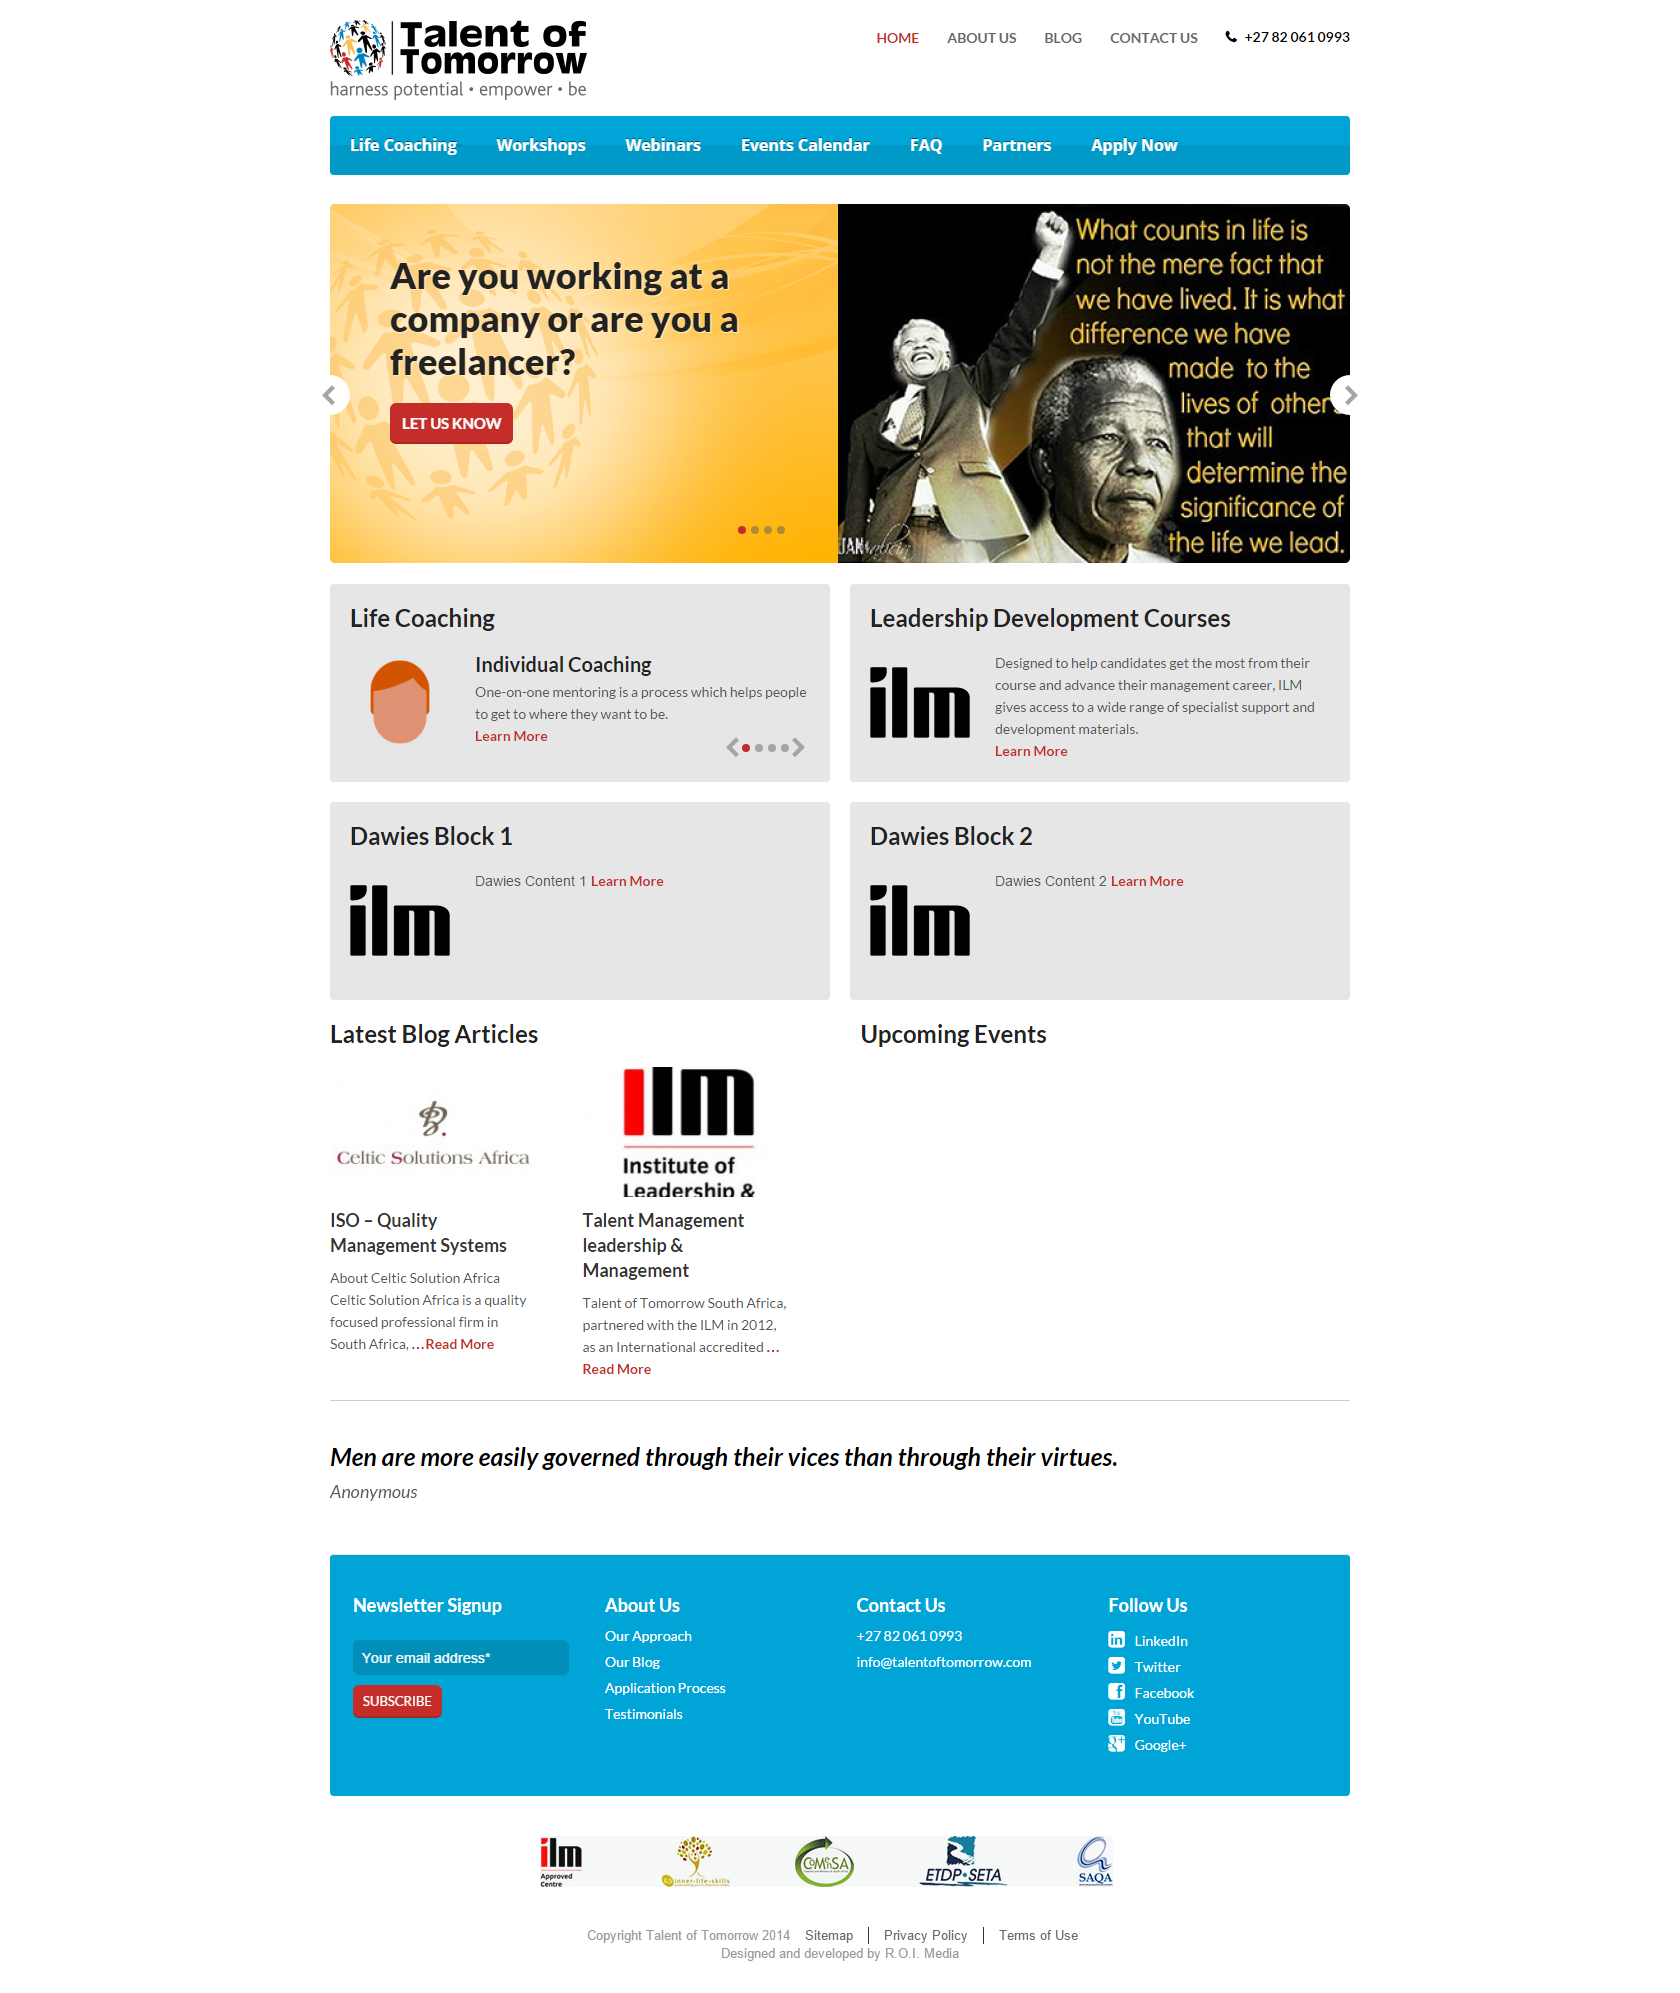 Talent of
Tomorrow
harness potential • empower • be
HOME ABOUT US BLOG CONTACT US +27 82 061 0993
Life Coaching Workshops Webinars Events Calendar FAQ Partners Apply Now
Are you working at a
company or are you a
freelancer?
LET US KNOW
What counts in life is
not the mere fact that
we have lived. It is what
difference we have
made to the
lives of others
that will
determine the
significance of
the life we lead.
Life Coaching
Individual Coaching
One-on-one mentoring is a process which helps people
to get to where they want to be.
Learn More
Leadership Development Courses
ilm
Designed to help candidates get the most from their
course and advance their management career, ILM
gives access to a wide range of specialist support and
development materials.
Learn More
Dawies Block 1
ilm
Dawies Content 1 Learn More
Dawies Block 2
ilm
Dawies Content 2 Learn More
Latest Blog Articles
Celtic Solutions Africa
ISO – Quality
Management Systems
About Celtic Solution Africa
Celtic Solution Africa is a quality
focused professional firm in
South Africa, …Read More
ilm
Institute of
Leadership &
Talent Management
leadership &
Management
Talent of Tomorrow South Africa,
partnered with the ILM in 2012,
as an International accredited …
Read More
Upcoming Events
Men are more easily governed through their vices than through their virtues.
Anonymous
Newsletter Signup
Your email address*
SUBSCRIBE
About Us
Our Approach
Our Blog
Application Process
Testimonials
Contact Us
+27 82 061 0993
info@talentoftomorrow.com
Follow Us
LinkedIn
Twitter
Facebook
YouTube
Google+
ilm
Approved
Centre
inner-life-skills
COMENSA
ETDP•SETA
SAQA
Copyright Talent of Tomorrow 2014 Sitemap Privacy Policy Terms of Use
Designed and developed by R.O.I. Media